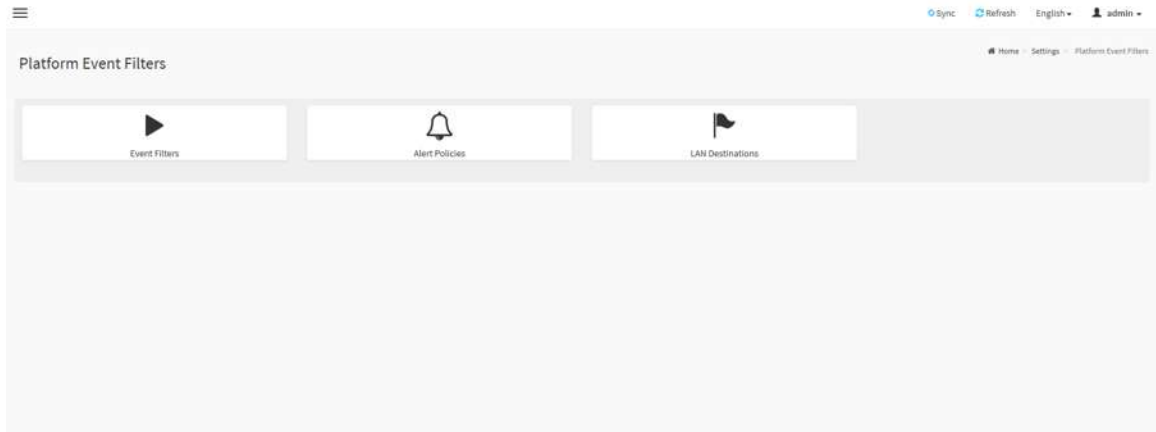 Sync Refresh English admin
Home Settings Platform Event Filters
Platform Event Filters
Event Filters Alert Policies LAN Destinations